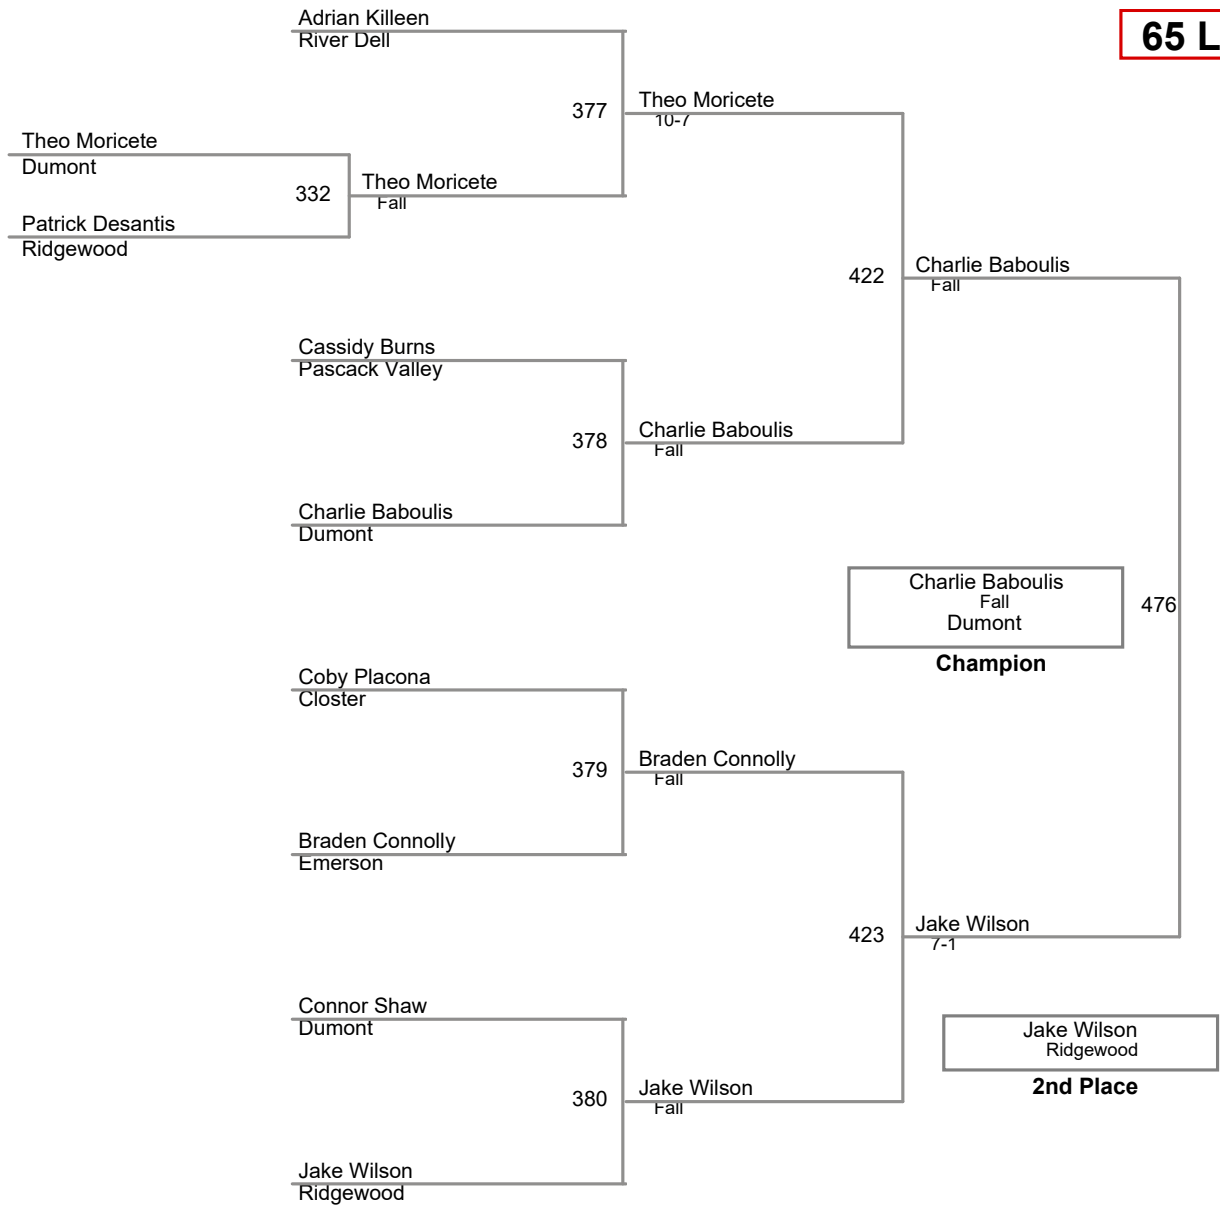 Adrian Killeen
River Dell
65 L
377
Theo Moricete
10-7
Theo Moricete
Dumont
332
Theo Moricete
Fall
Patrick Desantis
Ridgewood
422
Charlie Baboulis
Fall
Cassidy Burns
Pascack Valley
378
Charlie Baboulis
Fall
Charlie Baboulis
Dumont
Charlie Baboulis
Fall
Dumont
476
Champion
Coby Placona
Closter
379
Braden Connolly
Fall
Braden Connolly
Emerson
423
Jake Wilson
7-1
Connor Shaw
Dumont
Jake Wilson
Ridgewood
2nd Place
380
Jake Wilson
Fall
Jake Wilson
Ridgewood